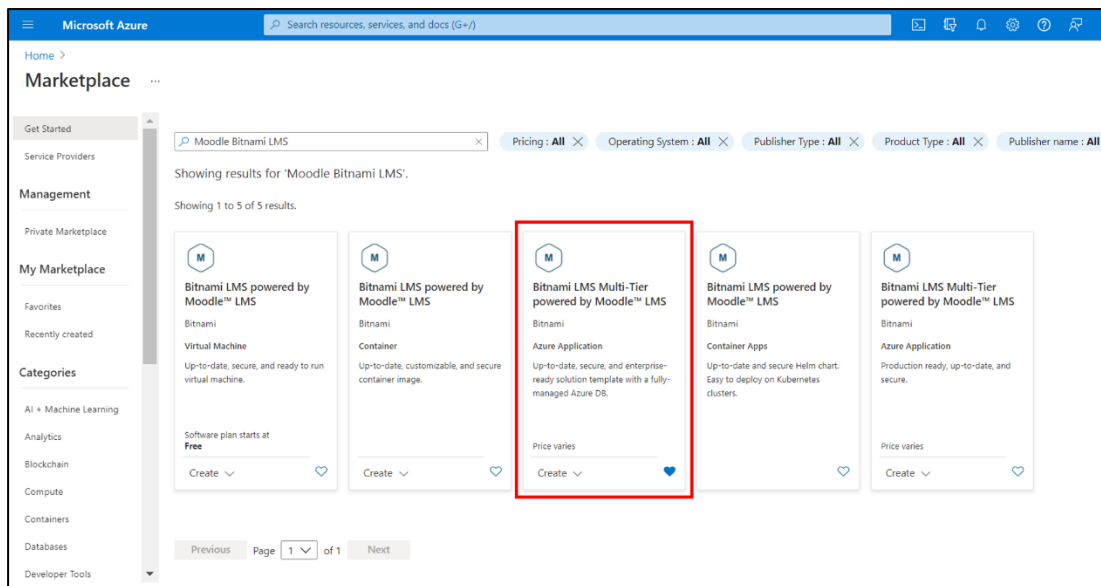 Microsoft Azure
Search resources, services, and docs (G+/)
Home >
Marketplace ...
Get Started
Service Providers
Management
Private Marketplace
My Marketplace
Favorites
Recently created
Categories
AI + Machine Learning
Analytics
Blockchain
Compute
Containers
Databases
Developer Tools
Moodle Bitnami LMS
Pricing : All
Operating System : All
Publisher Type : All
Product Type : All
Publisher name : All
Showing results for 'Moodle Bitnami LMS'.
Showing 1 to 5 of 5 results.
M
Bitnami LMS powered by
Moodle™ LMS
Bitnami
Virtual Machine
Up-to-date, secure, and ready to run
virtual machine.
Software plan starts at
Free
Create
M
Bitnami LMS powered by
Moodle™ LMS
Bitnami
Container
Up-to-date, customizable, and secure
container image.
Create
M
Bitnami LMS Multi-Tier
powered by Moodle™ LMS
Bitnami
Azure Application
Up-to-date, secure, and enterprise-
ready solution template with a fully-
managed Azure DB.
Price varies
Create
M
Bitnami LMS powered by
Moodle™ LMS
Bitnami
Container Apps
Up-to-date and secure Helm chart.
Easy to deploy on Kubernetes
clusters.
M
Bitnami LMS Multi-Tier
powered by Moodle™ LMS
Bitnami
Azure Application
Production ready, up-to-date, and
secure.
Price varies
Create
Previous
Page 1 of 1
Next